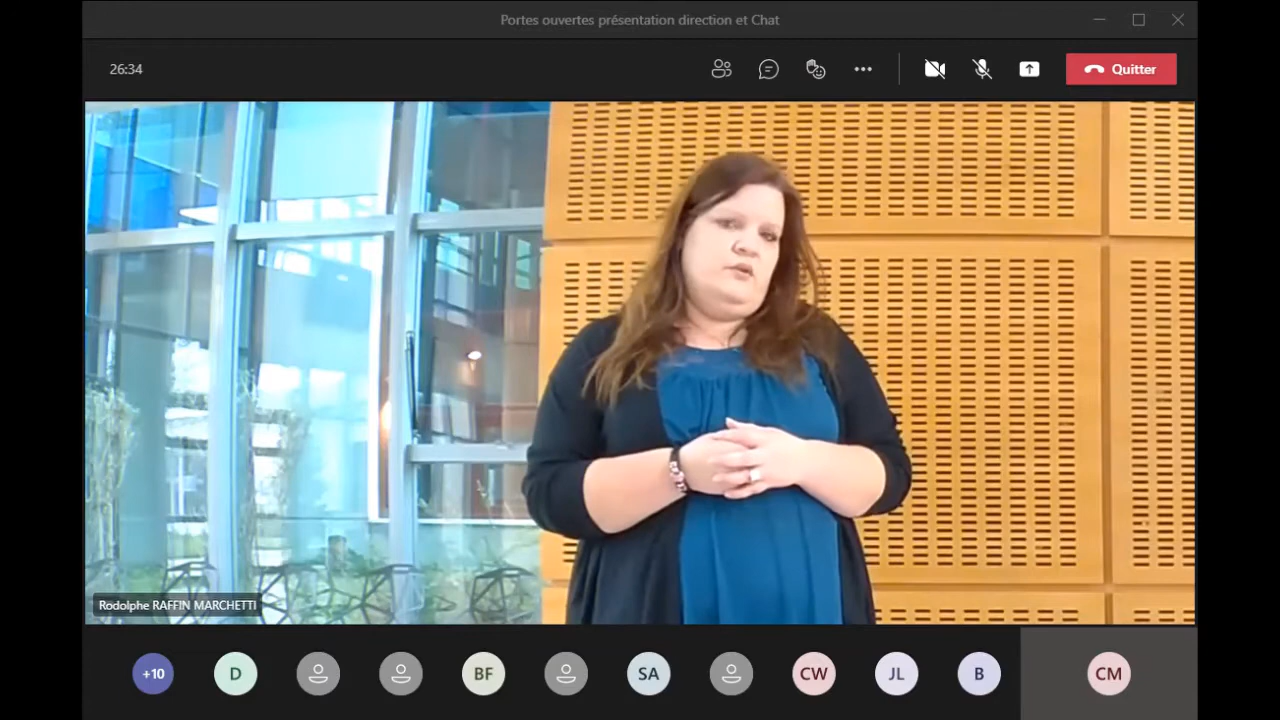 Portes ouvertes présentation direction et Chat
26:34
Quitter
Rodolphe RAFFIN MARCHETTI
+10
D
BF
SA
CW
JL
B
CM